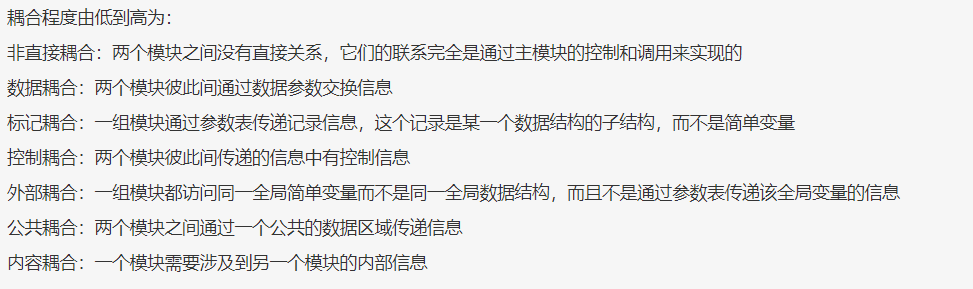 耦合程度由低到高为：
非直接耦合：两个模块之间没有直接关系，它们的联系完全是通过主模块的控制和调用来实现的
数据耦合：两个模块彼此间通过数据参数交换信息
标记耦合：一组模块通过参数表传递记录信息，这个记录是某一个数据结构的子结构，而不是简单变量
控制耦合：两个模块彼此间传递的信息中有控制信息
外部耦合：一组模块都访问同一全局简单变量而不是同一全局数据结构，而且不是通过参数表传递该全局变量的信息
公共耦合：两个模块之间通过一个公共的数据区域传递信息
内容耦合：一个模块需要涉及到另一个模块的内部信息